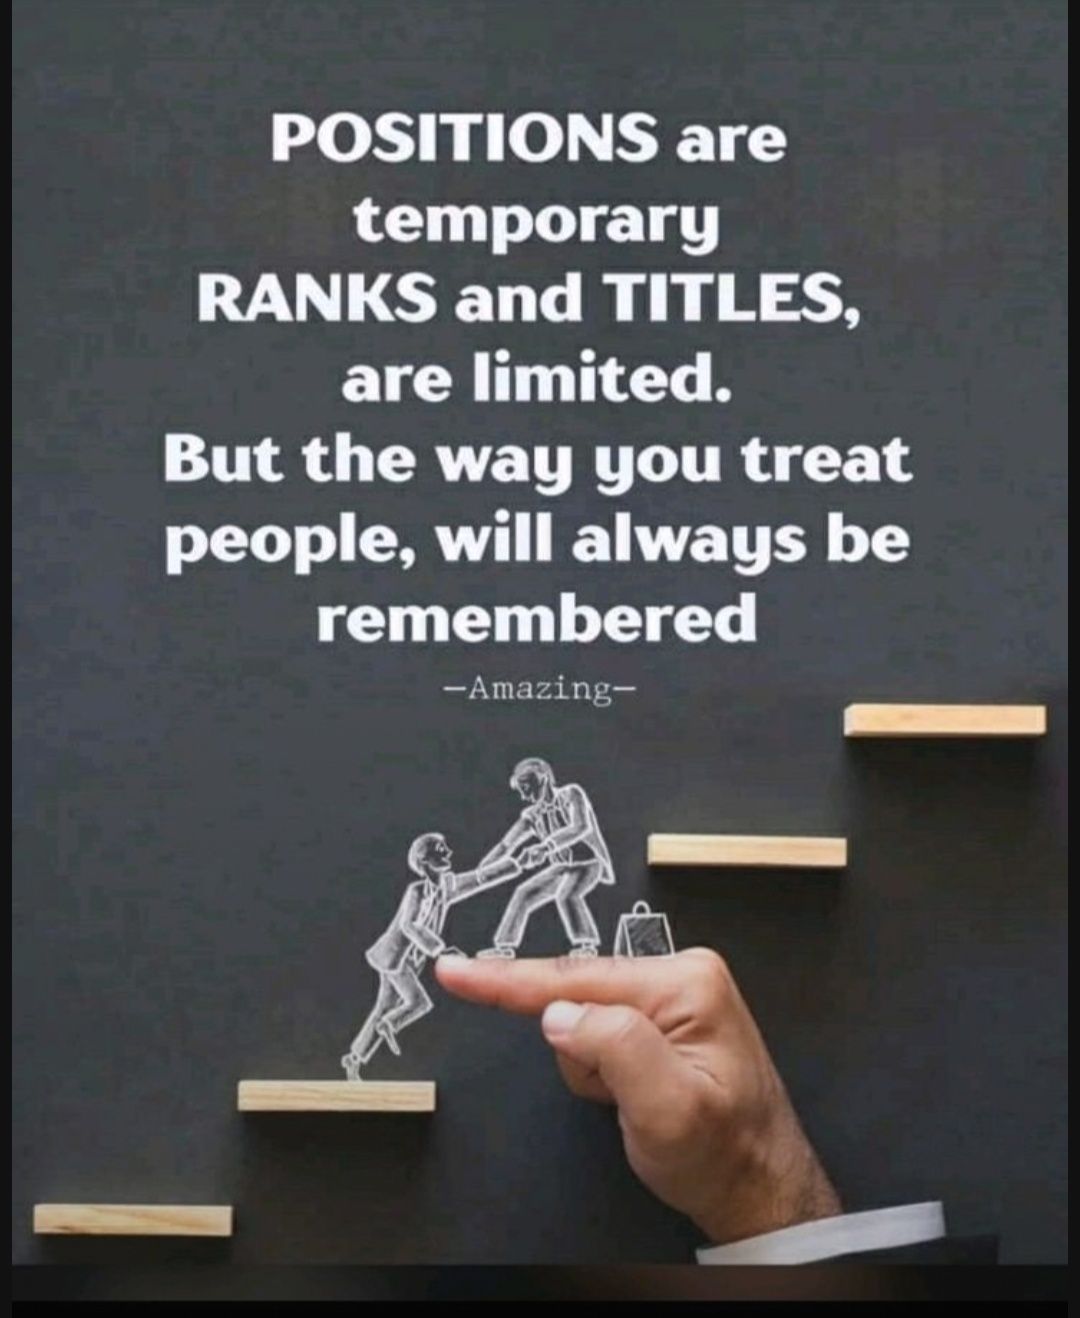 POSITIONS are
temporary
RANKS and TITLES,
are limited.
But the way you treat
people, will always be
remembered
—Amazing—